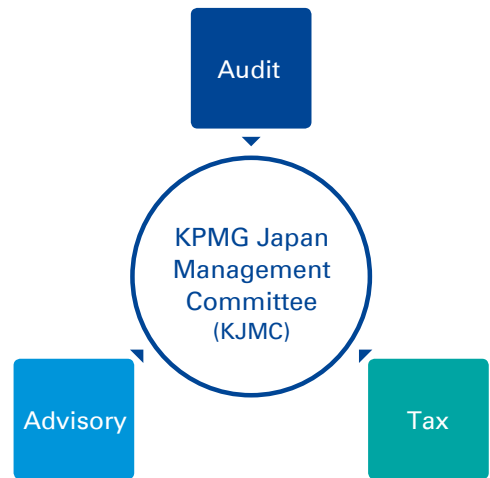 Audit
KPMG Japan
Management
Committee
(KJMC)
Advisory
Tax